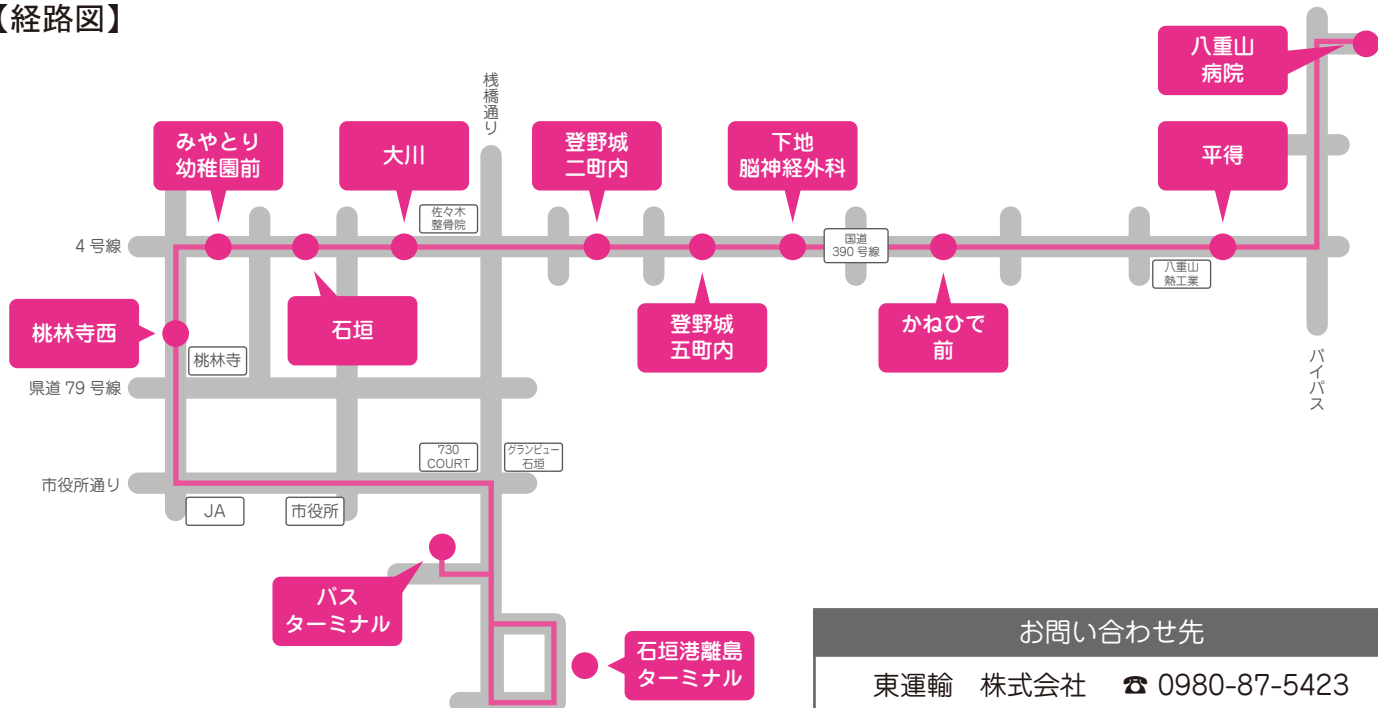 【経路図】
八重山
病院
桟橋通り
みやとり
幼稚園前
大川
登野城
二町内
下地
脳神経外科
平得
佐々木
整骨院
4号線
国道
390号線
八重山
熱工業
桃林寺西
石垣
登野城
五町内
かねひで
前
桃林寺
バイパス
県道79号線
730
COURT
グランビュー
石垣
市役所通り
JA
市役所
バス
ターミナル
石垣港離島
ターミナル
お問い合わせ先
東運輸 株式会社 ☎ 0980-87-5423